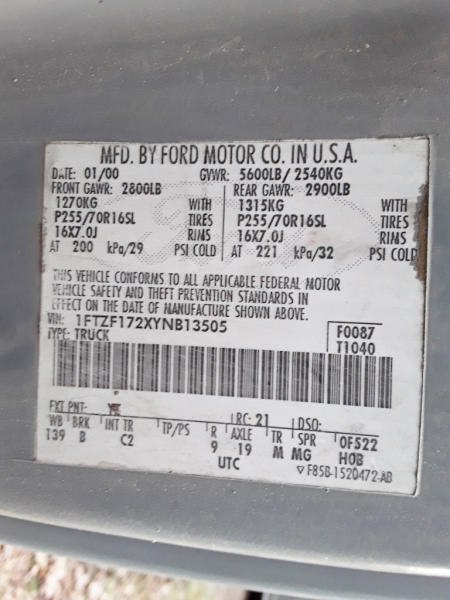 MFD. BY FORD MOTOR CO. IN U.S.A.
DATE: 01/00 GVWR: 5600LB/ 2540KG
FRONT GAWR: 2800LB REAR GAWR: 2900LB
1270KG WITH 1315KG WITH
P255/70R16SL TIRES P255/70R16SL TIRES
16X7.0J RIMS 16X7.0J RIMS
AT 200 kPa/29 PSI COLD AT 221 kPa/32 PSI COLD
THIS VEHICLE CONFORMS TO ALL APPLICABLE FEDERAL MOTOR
VEHICLE SAFETY AND THEFT PREVENTION STANDARDS IN
EFFECT ON THE DATE OF MANUFACTURE SHOWN ABOVE.
VIN: 1FTZF172XYNB13505 F0087
TYPE: TRUCK T1040
EXT PNT: RC: 21 DSO:
WB BRK INT TR TP/PS R AXLE TR SPR OF522
139 B C2 9 19 M MG HOB
UTC ▽ F85B-1520472-AB